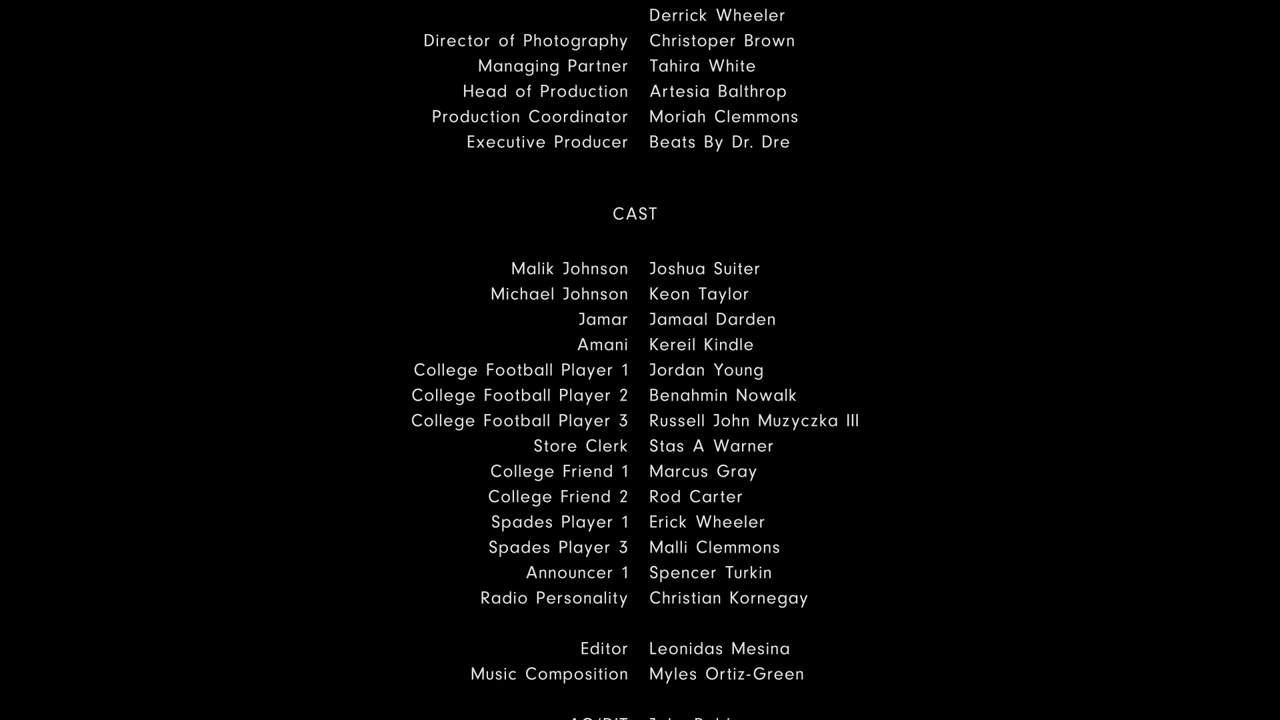 Derrick Wheeler
Director of Photography Christoper Brown
Managing Partner Tahira White
Head of Production Artesia Balthrop
Production Coordinator Moriah Clemmons
Executive Producer Beats By Dr. Dre
CAST
Malik Johnson Joshua Suiter
Michael Johnson Keon Taylor
Jamar Jamaal Darden
Amani Kereil Kindle
College Football Player 1 Jordan Young
College Football Player 2 Benahmin Nowalk
College Football Player 3 Russell John Muzyczka III
Store Clerk Stas A Warner
College Friend 1 Marcus Gray
College Friend 2 Rod Carter
Spades Player 1 Erick Wheeler
Spades Player 3 Malli Clemmons
Announcer 1 Spencer Turkin
Radio Personality Christian Kornegay
Editor Leonidas Mesina
Music Composition Myles Ortiz-Green